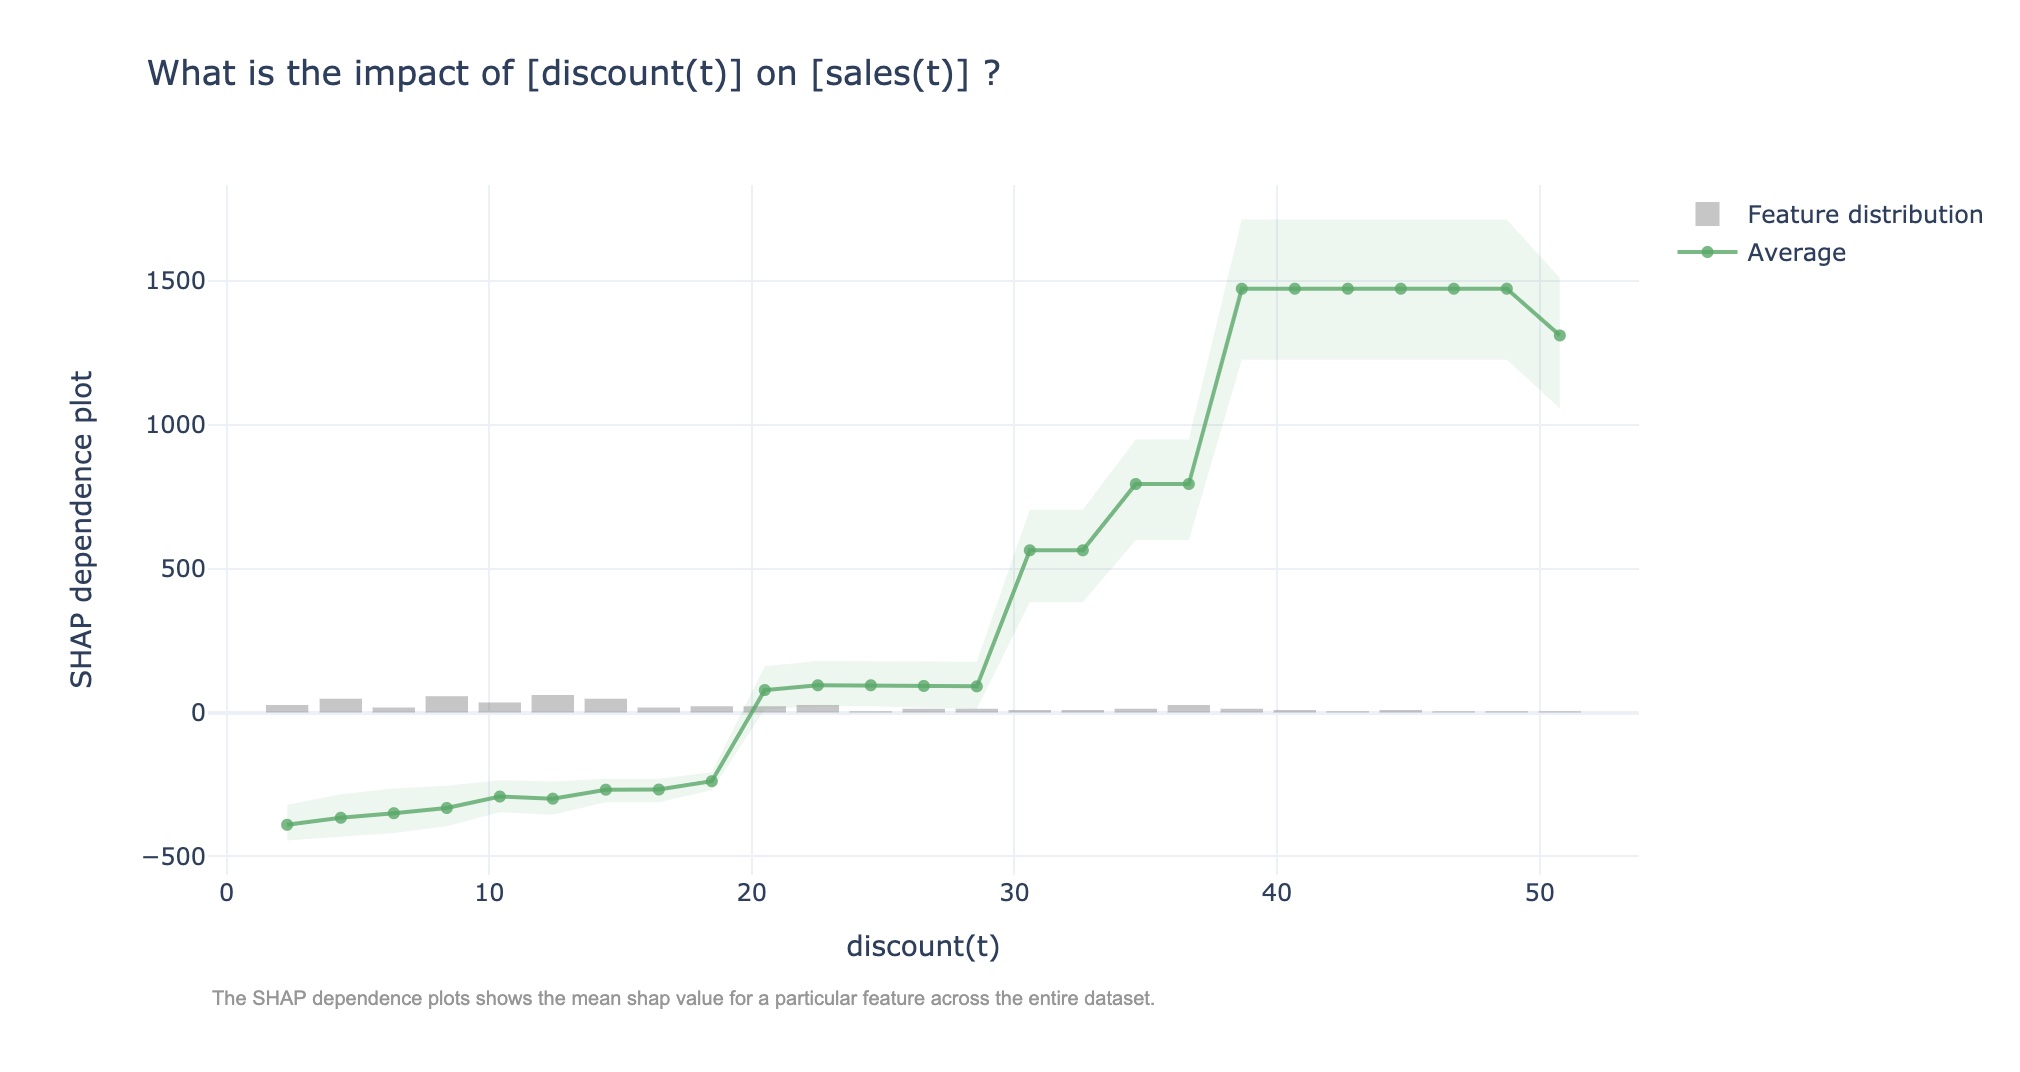 What is the impact of [discount(t)] on [sales(t)] ?
Feature distribution
Average
SHAP dependence plot
1500
1000
500
0
−500
0 10 20 30 40 50
discount(t)
The SHAP dependence plots shows the mean shap value for a particular feature across the entire dataset.